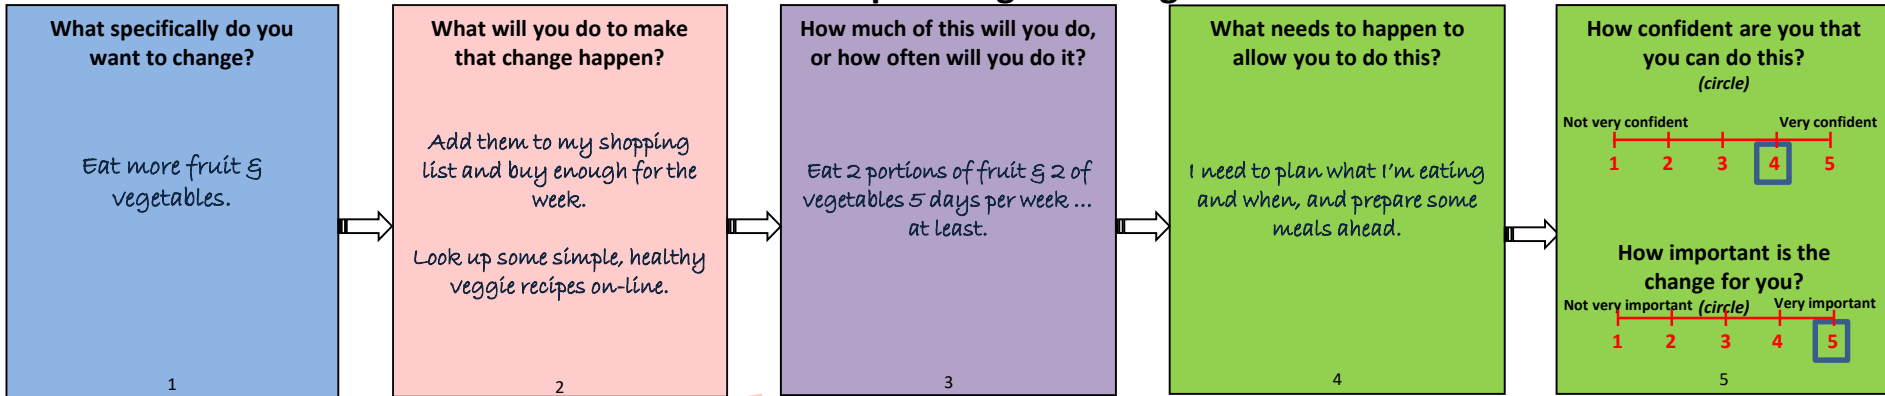 What specifically do you
want to change?
Eat more fruit &
vegetables.
1
What will you do to make
that change happen?
Add them to my shopping
list and buy enough for the
week.
Look up some simple, healthy
veggie recipes on-line.
2
How much of this will you do,
or how often will you do it?
Eat 2 portions of fruit & 2 of
vegetables 5 days per week ...
at least.
3
What needs to happen to
allow you to do this?
I need to plan what I'm eating
and when, and prepare some
meals ahead.
4
How confident are you that
you can do this?
(circle)
Not very confident Very confident
1 2 3 4 5
How important is the
change for you?
Not very important (circle) Very important
1 2 3 4 5
5